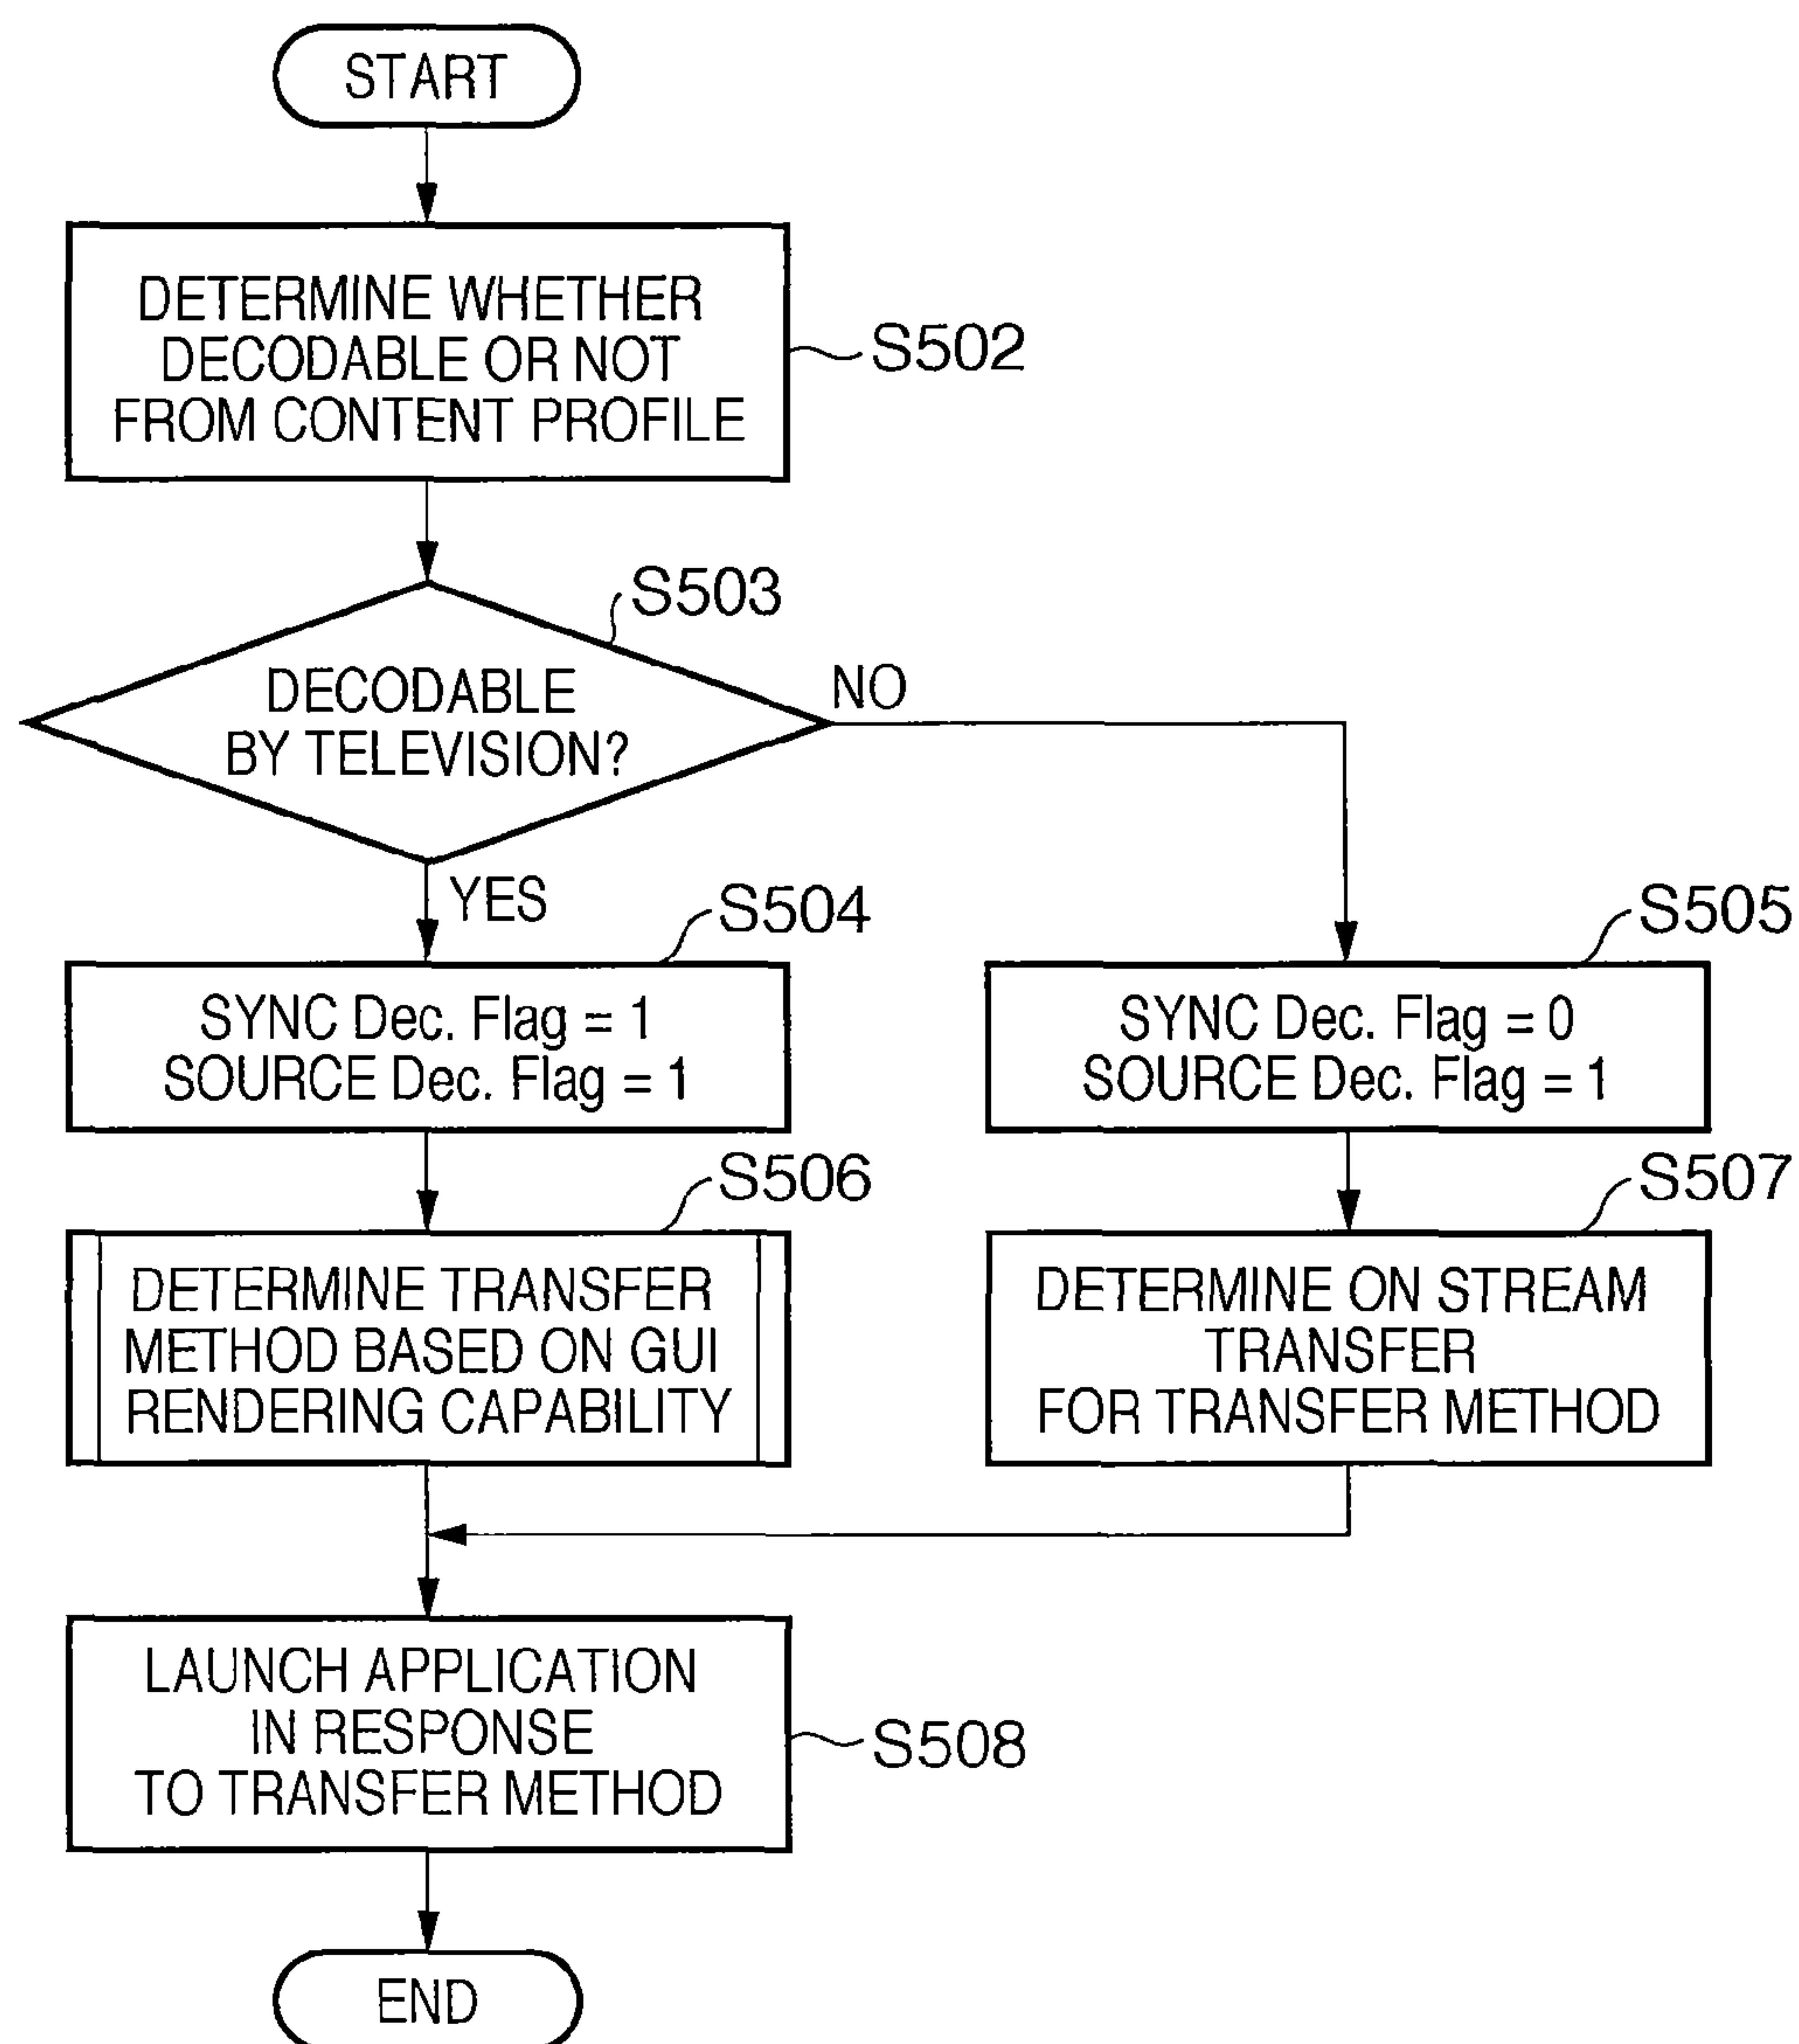 START
DETERMINE WHETHER
DECODABLE OR NOT
FROM CONTENT PROFILE
S502
S503
DECODABLE
BY TELEVISION?
NO
YES
S504
SYNC Dec. Flag = 1
SOURCE Dec. Flag = 1
S505
SYNC Dec. Flag = 0
SOURCE Dec. Flag = 1
S506
DETERMINE TRANSFER
METHOD BASED ON GUI
RENDERING CAPABILITY
S507
DETERMINE ON STREAM
TRANSFER
FOR TRANSFER METHOD
LAUNCH APPLICATION
IN RESPONSE
TO TRANSFER METHOD
S508
END